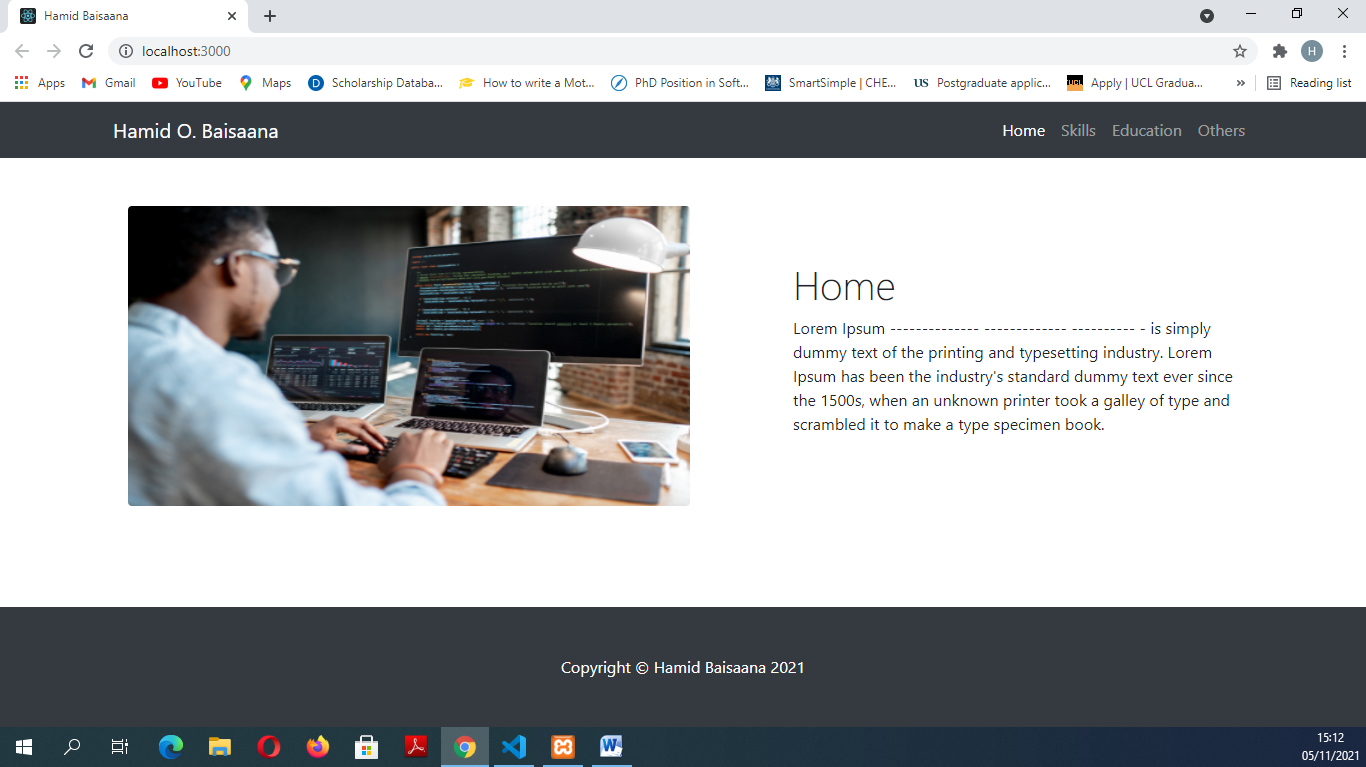 Hamid Baisaana
localhost:3000
H
Apps Gmail YouTube Maps Scholarship Databa... How to write a Mot... PhD Position in Soft... SmartSimple | CHE... US Postgraduate applic... UCL Apply | UCL Gradua... » Reading list
Hamid O. Baisaana
Home Skills Education Others
Home
Lorem Ipsum -------------- ------------- ---------- - is simply
dummy text of the printing and typesetting industry. Lorem
Ipsum has been the industry's standard dummy text ever since
the 1500s, when an unknown printer took a galley of type and
scrambled it to make a type specimen book.
Copyright © Hamid Baisaana 2021
15:12
05/11/2021